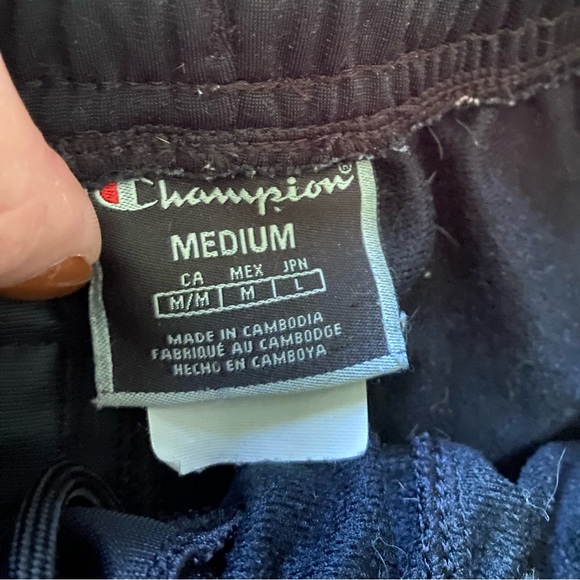 Champion®
MEDIUM
CA MEX JPN
M/M M L
MADE IN CAMBODIA
FABRIQUÉ AU CAMBODGE
HECHO EN CAMBOYA